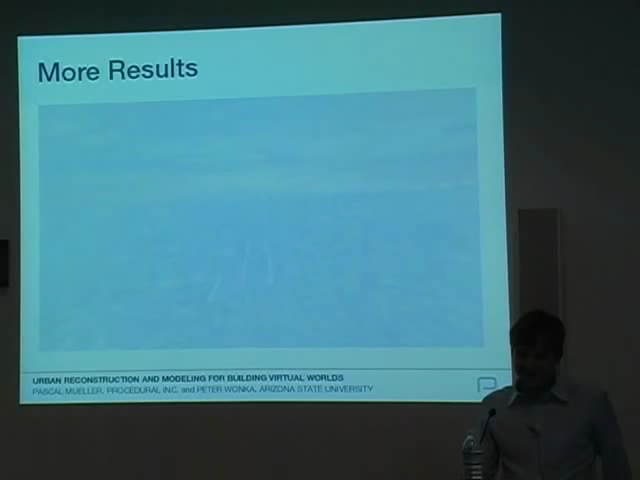 More Results
URBAN RECONSTRUCTION AND MODELING FOR BUILDING VIRTUAL WORLDS
PASCAL MUELLER, PROCEDURAL INC. and PETER WONKA, ARIZONA STATE UNIVERSITY